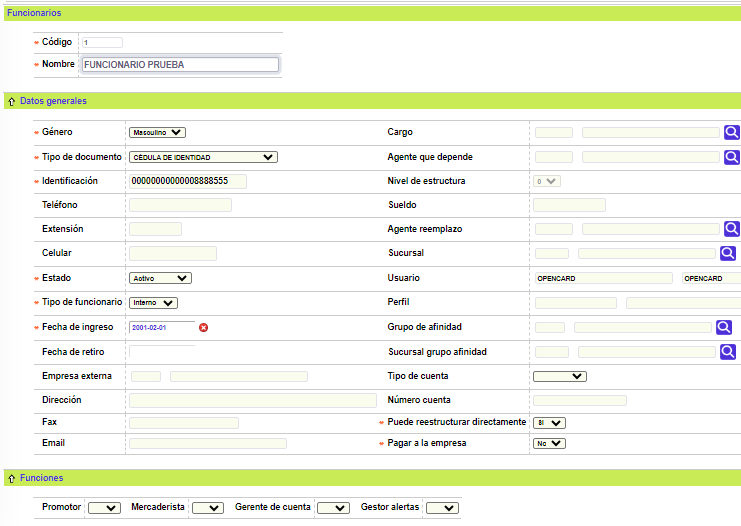 Funcionarios
* Código 1
* Nombre FUNCIONARIO PRUEBA
Datos generales
* Género Masculino Cargo
* Tipo de documento CÉDULA DE IDENTIDAD Agente que depende
* Identificación 00000000000008888555 Nivel de estructura 0
Teléfono Sueldo
Extensión Agente reemplazo
Celular Sucursal
* Estado Activo Usuario OPENCARD OPENCARD
* Tipo de funcionario Interno Perfil
* Fecha de ingreso 2001-02-01 Grupo de afinidad
Fecha de retiro Sucursal grupo afinidad
Empresa externa Tipo de cuenta
Dirección Número cuenta
Fax * Puede reestructurar directamente SI
Email * Pagar a la empresa No
Funciones
Promotor Mercaderista Gerente de cuenta Gestor alertas